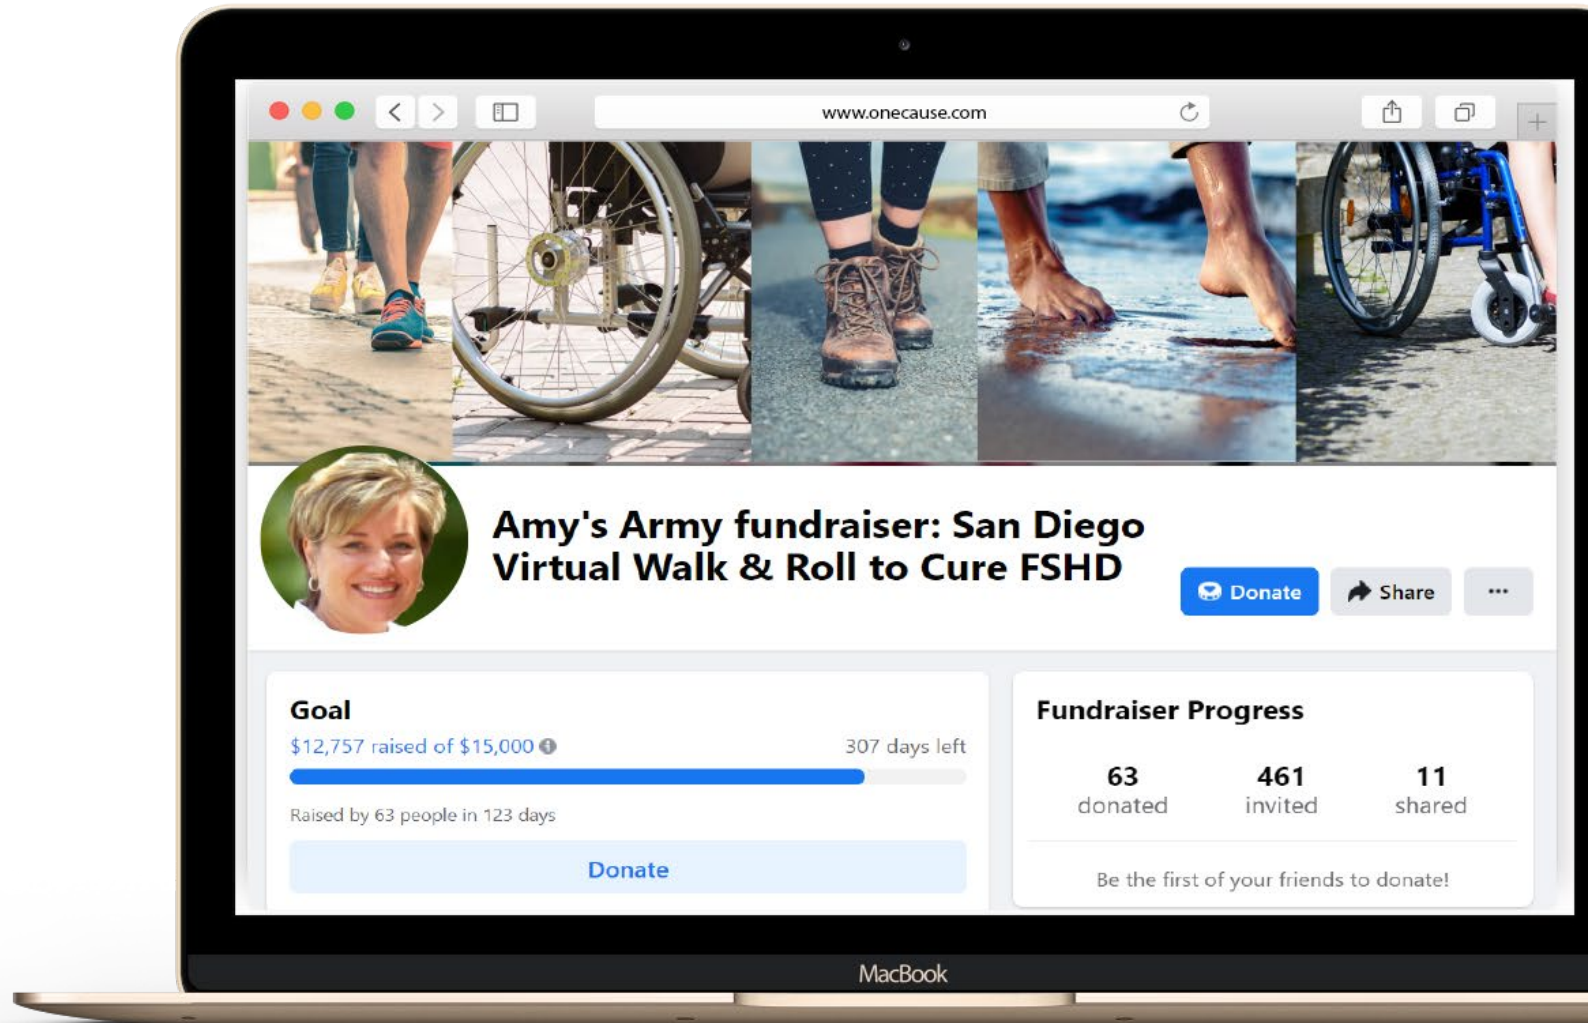 www.onecause.com
Amy's Army fundraiser: San Diego
Virtual Walk & Roll to Cure FSHD
Donate
Share
Goal
$12,757 raised of $15,000
307 days left
Raised by 63 people in 123 days
Donate
Fundraiser Progress
63 461 11
donated invited shared
Be the first of your friends to donate!
MacBook